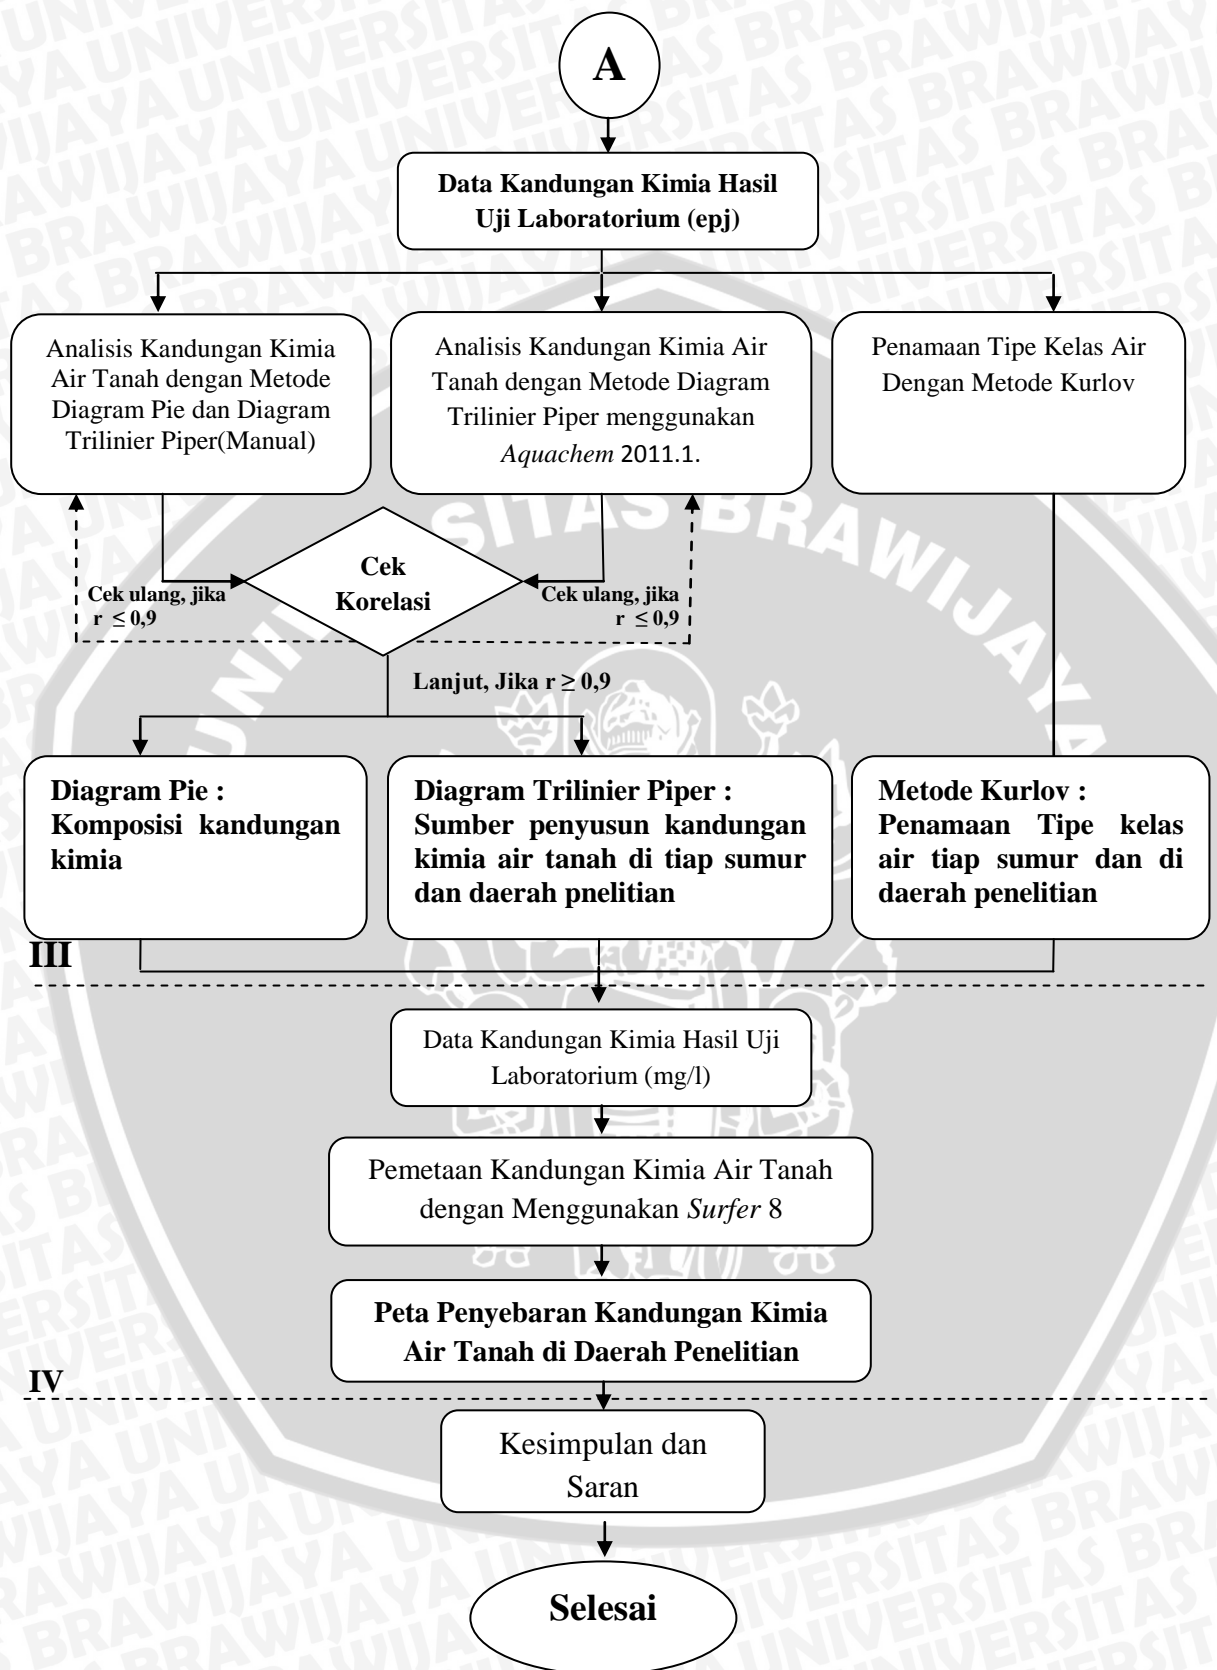 A
Data Kandungan Kimia Hasil
Uji Laboratorium (epj)
Analisis Kandungan Kimia
Air Tanah dengan Metode
Diagram Pie dan Diagram
Trilinier Piper(Manual)
Analisis Kandungan Kimia Air
Tanah dengan Metode Diagram
Trilinier Piper menggunakan
Aquachem 2011.1.
Penamaan Tipe Kelas Air
Dengan Metode Kurlov
Cek
Korelasi
Cek ulang, jika
r ≤ 0,9
Cek ulang, jika
r ≤ 0,9
Lanjut, Jika r ≥ 0,9
Diagram Pie :
Komposisi kandungan
kimia
Diagram Trilinier Piper :
Sumber penyusun kandungan
kimia air tanah di tiap sumur
dan daerah pnelitian
Metode Kurlov :
Penamaan Tipe kelas
air tiap sumur dan di
daerah penelitian
III
Data Kandungan Kimia Hasil Uji
Laboratorium (mg/l)
Pemetaan Kandungan Kimia Air Tanah
dengan Menggunakan Surfer 8
Peta Penyebaran Kandungan Kimia
Air Tanah di Daerah Penelitian
IV
Kesimpulan dan
Saran
Selesai
UNIVERSITAS BRAWIJAYA